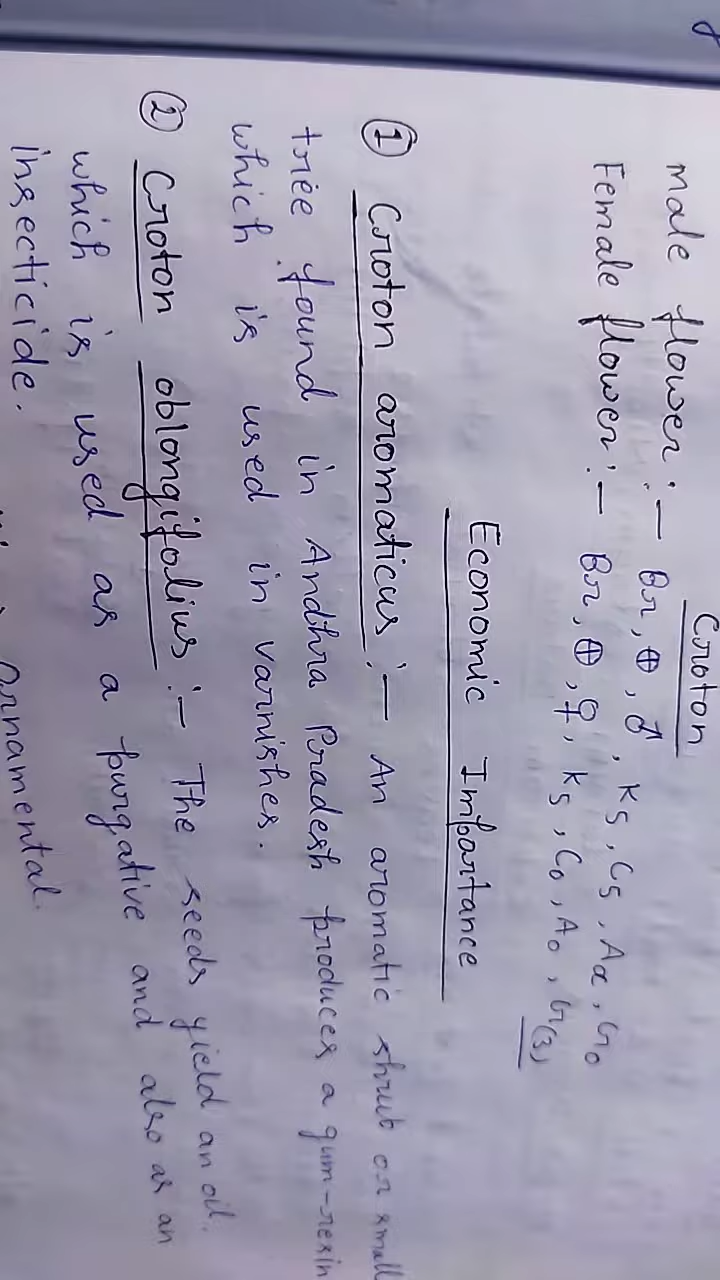 Croton
male flower :- Br, ⊕, ♂, K5, C5, Aα, G0
Female flower :- Br, ⊕, ♀, K5, C0, A0, G(3)
Economic Importance
① Croton aromaticus :- An aromatic shrub or small
tree found in Andhra Pradesh produces a gum-resin
which is used in varnishes.
② Croton oblongifolius :- The seeds yield an oil.
which is used as a purgative and also as an
insecticide.
ornamental.